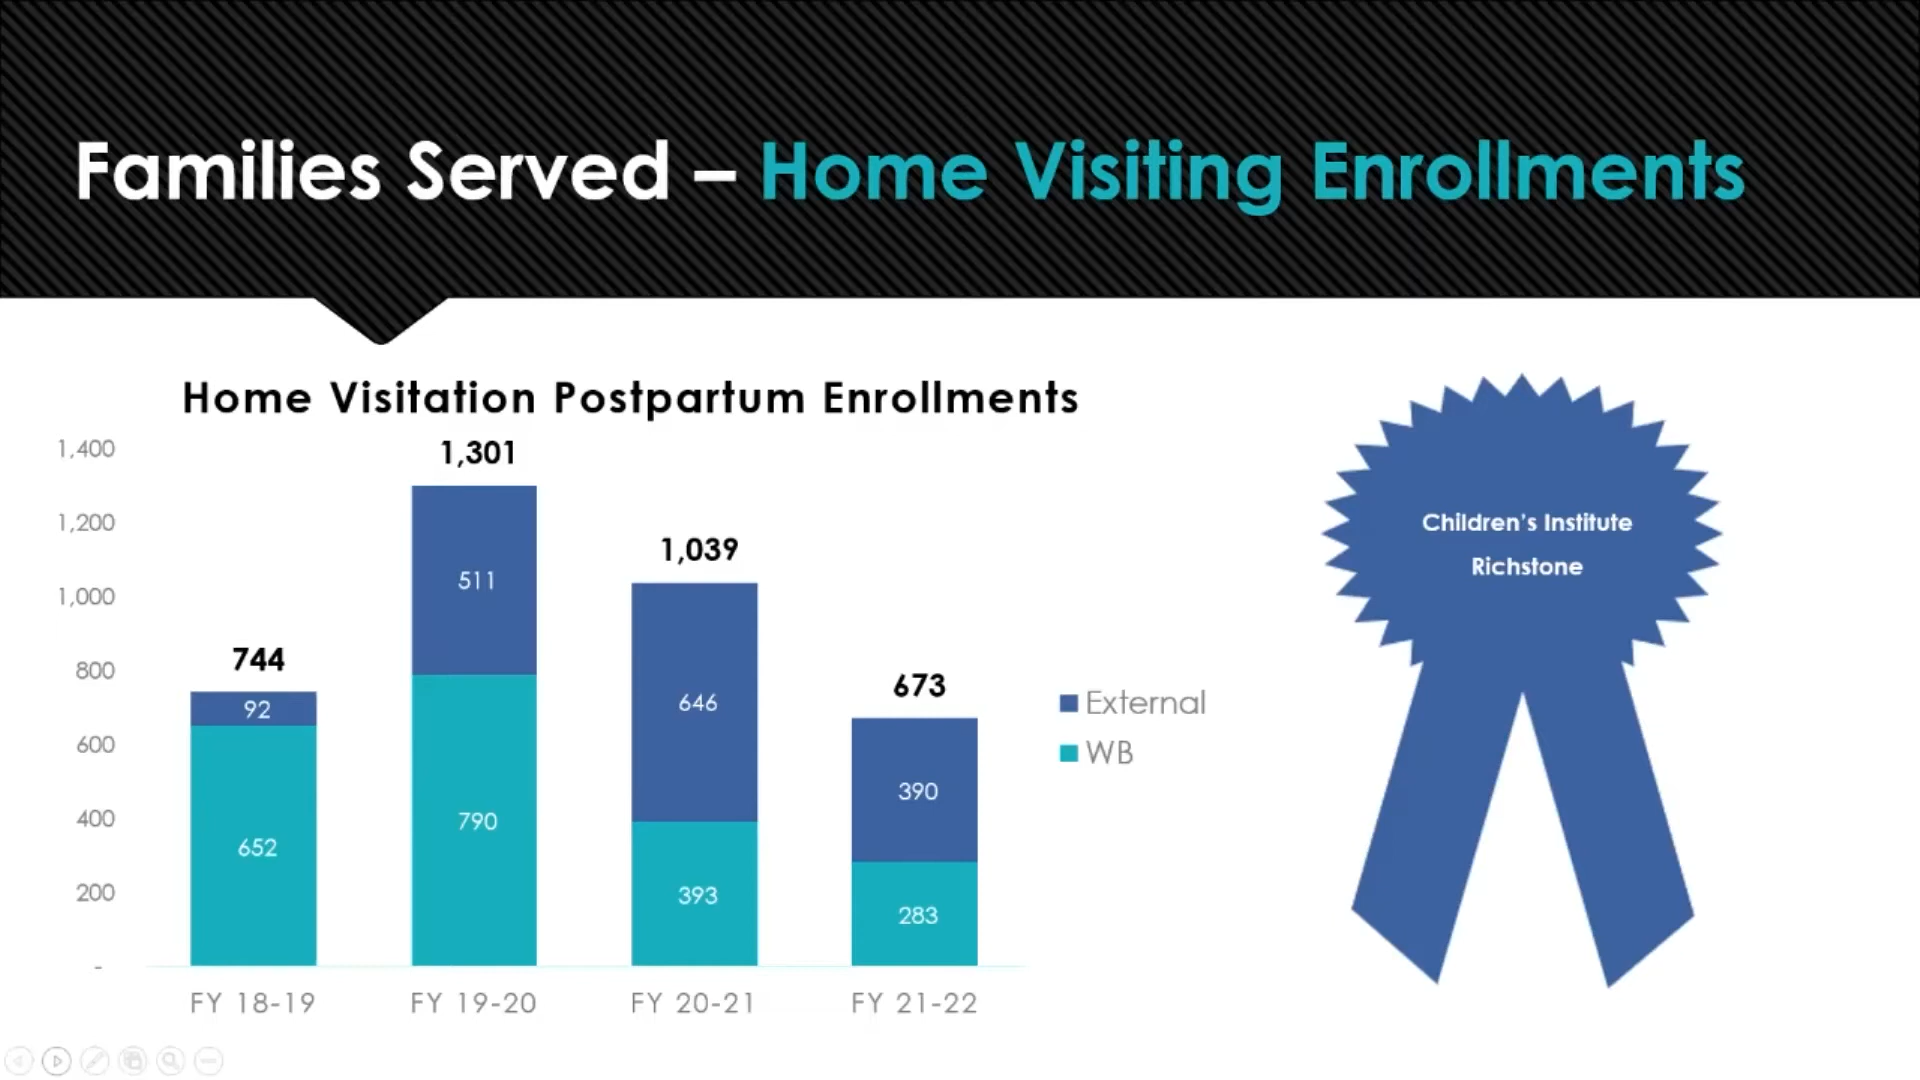 Families Served – Home Visiting Enrollments
Home Visitation Postpartum Enrollments
1,400
1,200
1,000
800
600
400
200
-
744
92
652
1,301
511
790
1,039
646
393
673
390
283
FY 18-19
FY 19-20
FY 20-21
FY 21-22
External
WB
Children's Institute
Richstone